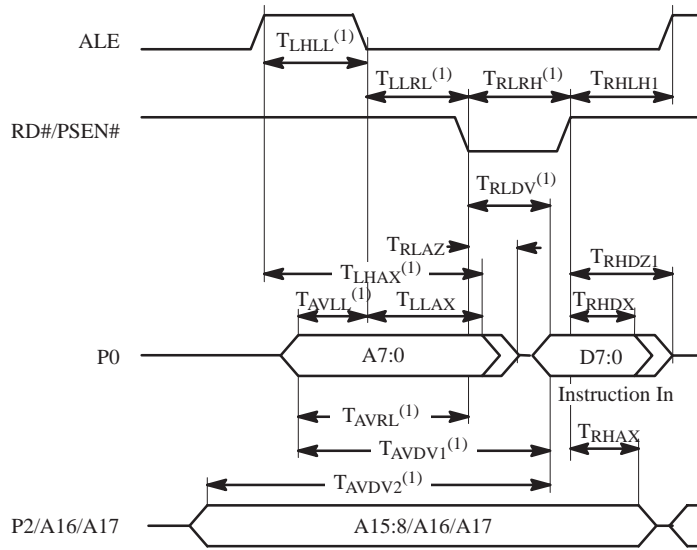 ALE
TLHLL(1)
TLLRL(1) TRLRH(1) TRHLH1
RD#/PSEN#
TRLDV(1)
TRLAZ
TRHDZ1
TLHAX(1)
TAVLL(1) TLLAX TRHDX
P0 A7:0 D7:0
Instruction In
TAVRL(1)
TRHAX
TAVDV1(1)
TAVDV2(1)
P2/A16/A17 A15:8/A16/A17